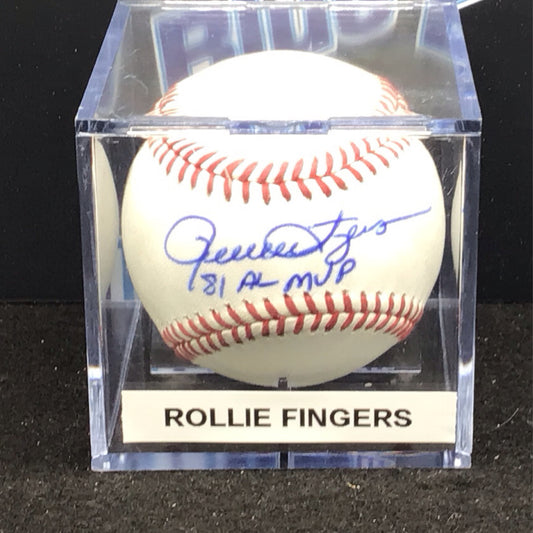 Rollie Fingers
'81 AL MVP
ROLLIE FINGERS